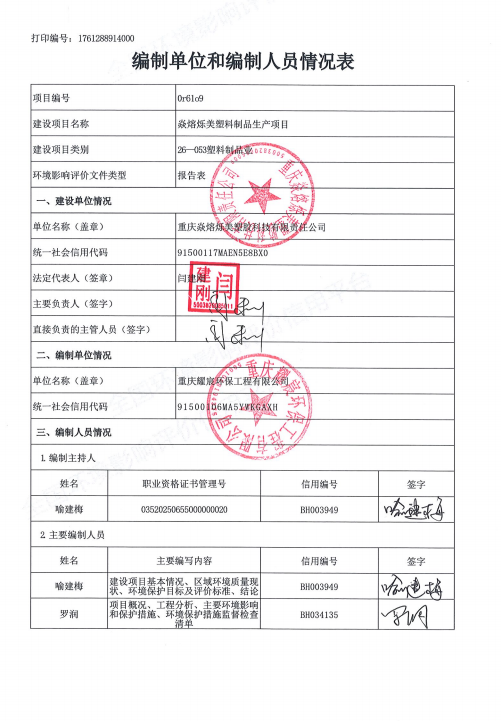 打印编号：1761288914000
编制单位和编制人员情况表
项目编号 0r6lo9
建设项目名称 焱熔烁美塑料制品生产项目
建设项目类别 26—053塑料制品业
环境影响评价文件类型 报告表
一、建设单位情况
单位名称（盖章） 重庆焱熔烁美塑胶科技有限责任公司
统一社会信用代码 91500117MAEN5E8BX0
法定代表人（签章） 闫建刚
主要负责人（签字）
直接负责的主管人员（签字）
二、编制单位情况
单位名称（盖章） 重庆耀宸环保工程有限公司
统一社会信用代码 91500106MA5YWKGAXH
三、编制人员情况
1.编制主持人
姓名 职业资格证书管理号 信用编号 签字
喻建梅 03520250655000000020 BH003949 喻建梅
2.主要编制人员
姓名 主要编写内容 信用编号 签字
喻建梅 建设项目基本情况、区域环境质量现状、环境保护目标及评价标准、结论 BH003949 喻建梅
罗润 项目概况、工程分析、主要环境影响和保护措施、环境保护措施监督检查清单 BH034135 罗润